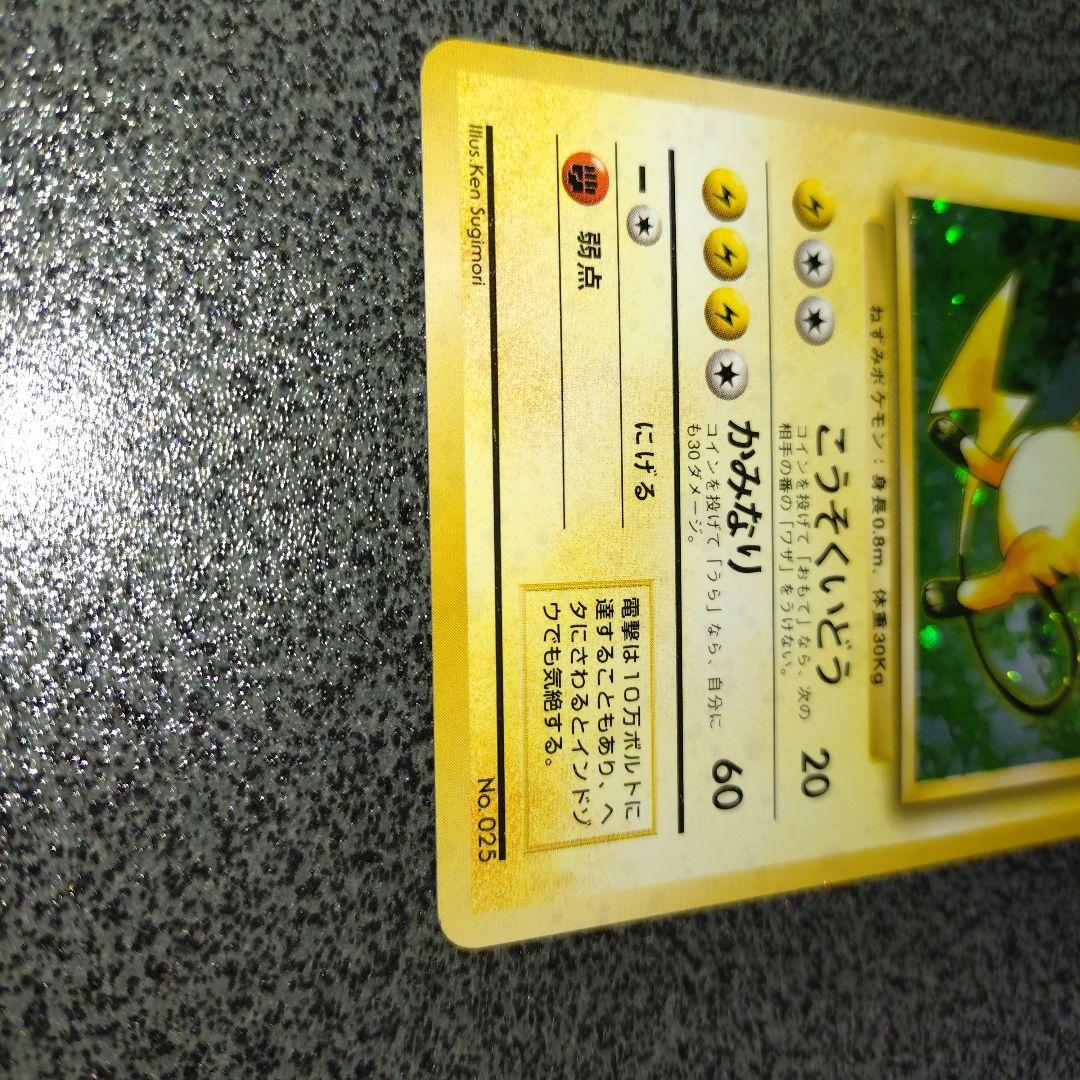 ねずみポケモン：身長0.8m、体重30Kg
こうそくいどう 20
コインを投げて「おもて」なら、次の
相手の番の「ワザ」をうけない。
かみなり 60
コインを投げて「うら」なら、自分に
も30ダメージ。
にげる
弱点
電撃は10万ボルトに
達することもあり、ヘ
タにさわるとインドゾ
ウでも気絶する。
Illus.Ken Sugimori No.025